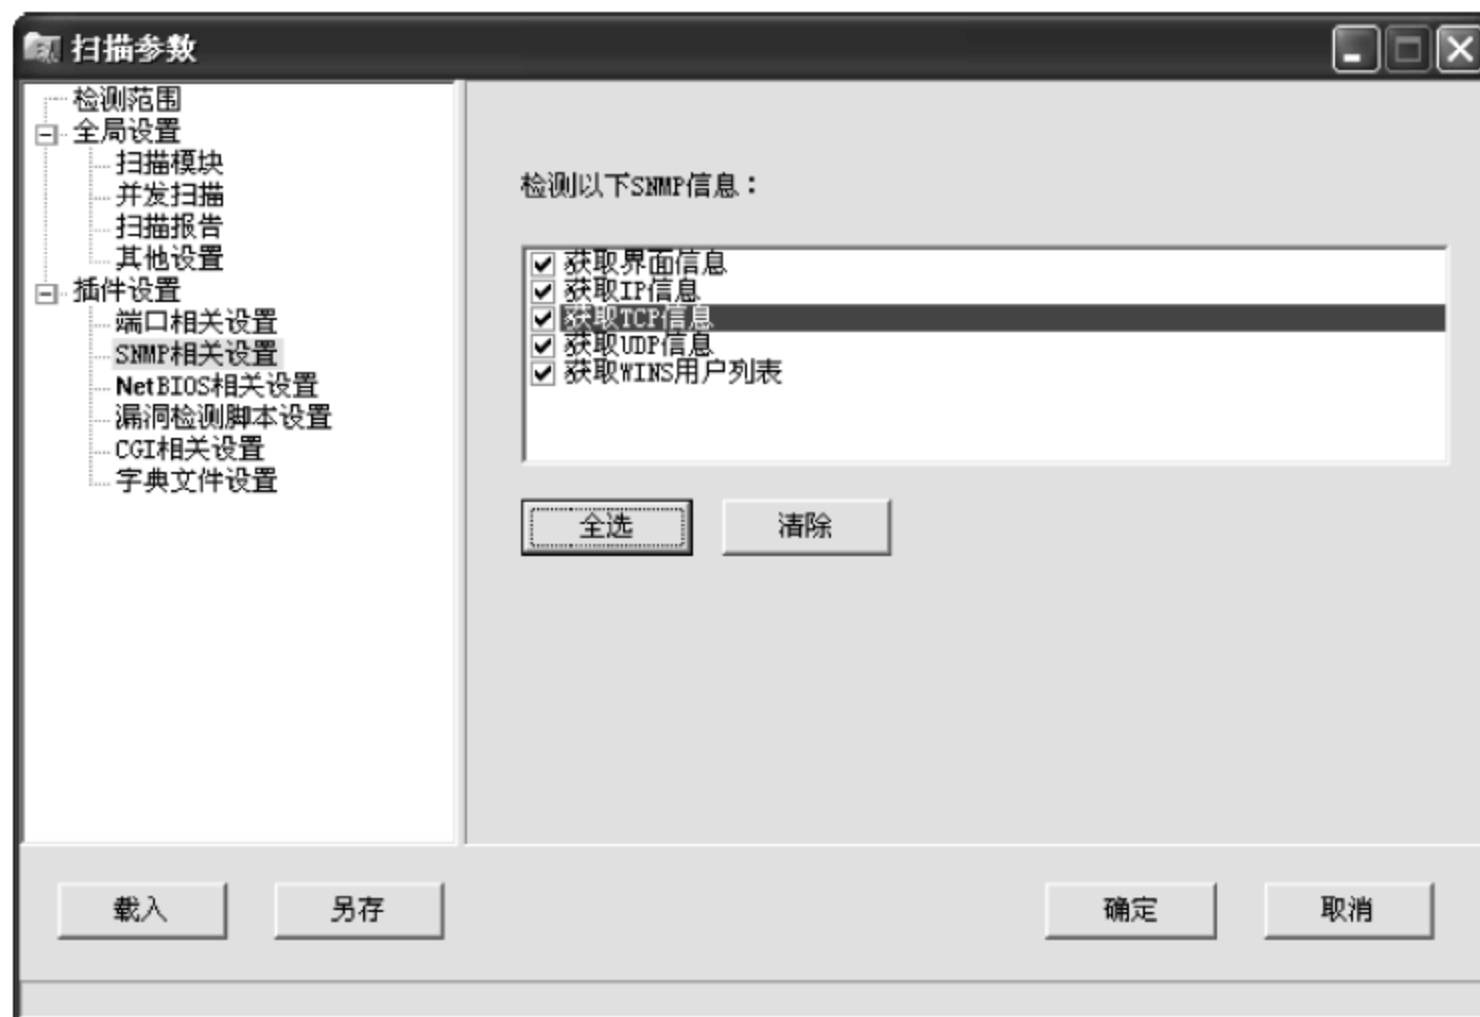 扫描参数
检测范围
全局设置
扫描模块
并发扫描
扫描报告
其他设置
插件设置
端口相关设置
SNMP相关设置
NetBIOS相关设置
漏洞检测脚本设置
CGI相关设置
字典文件设置
检测以下SNMP信息：
获取界面信息
获取IP信息
获取TCP信息
获取UDP信息
获取WINS用户列表
全选 清除
载入 另存 确定 取消